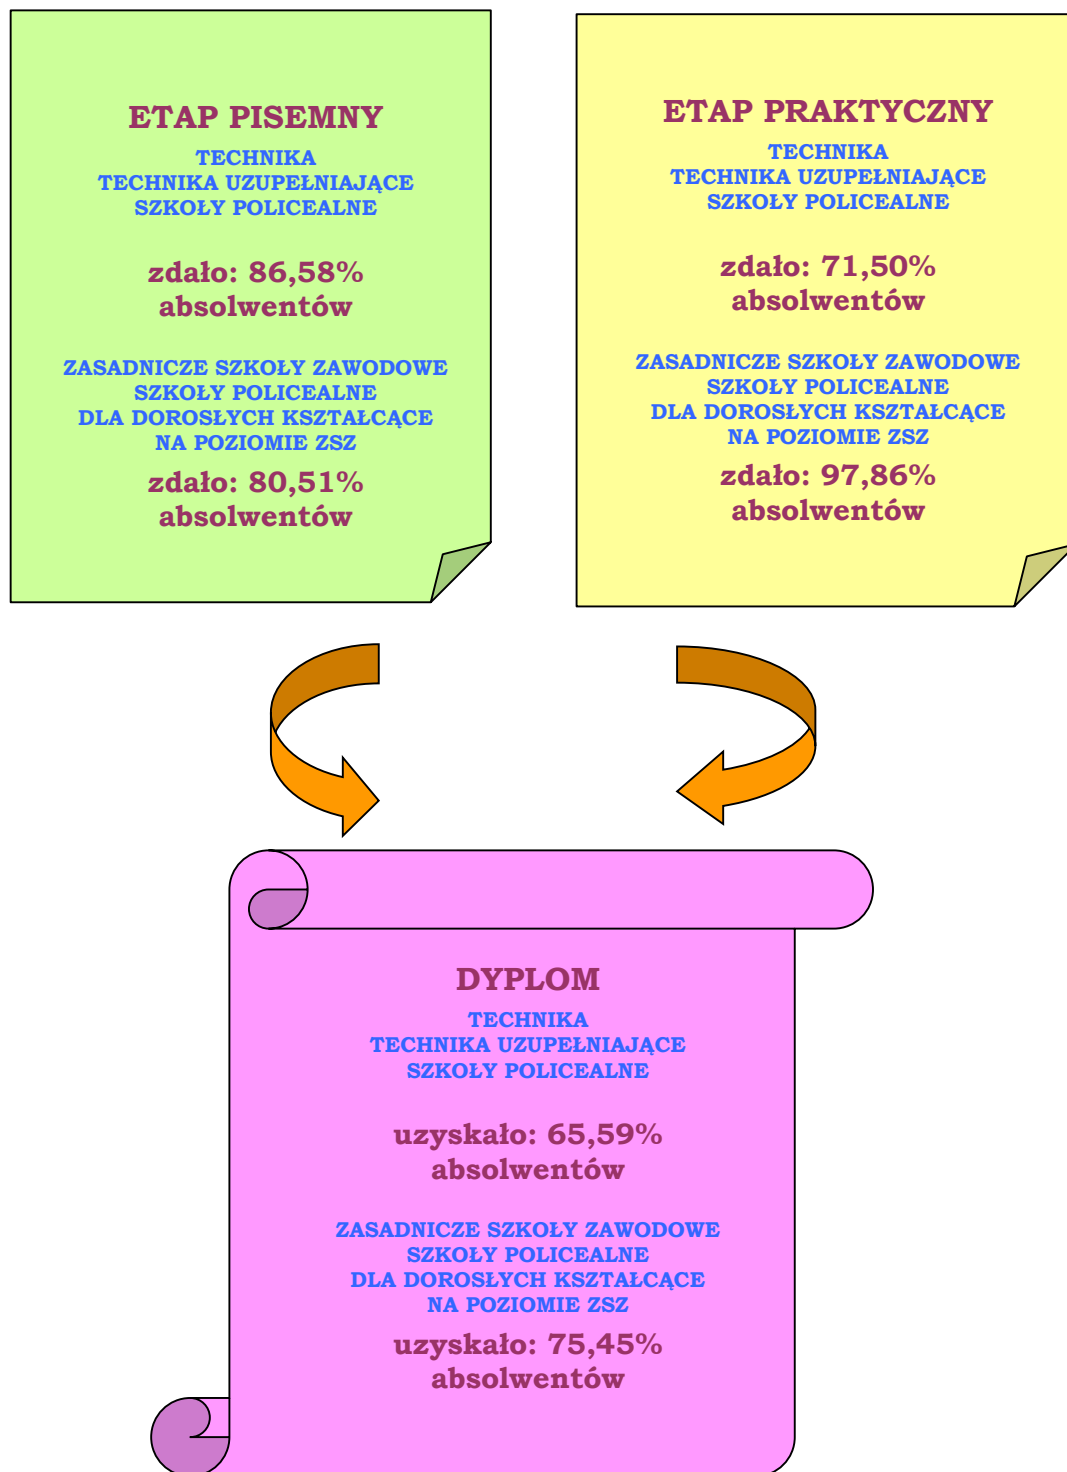 ETAP PISEMNY
TECHNIKA
TECHNIKA UZUPEŁNIAJĄCE
SZKOŁY POLICEALNE
zdało: 86,58%
absolwentów
ZASADNICZE SZKOŁY ZAWODOWE
SZKOŁY POLICEALNE
DLA DOROSŁYCH KSZTAŁCĄCE
NA POZIOMIE ZSZ
zdało: 80,51%
absolwentów
ETAP PRAKTYCZNY
TECHNIKA
TECHNIKA UZUPEŁNIAJĄCE
SZKOŁY POLICEALNE
zdało: 71,50%
absolwentów
ZASADNICZE SZKOŁY ZAWODOWE
SZKOŁY POLICEALNE
DLA DOROSŁYCH KSZTAŁCĄCE
NA POZIOMIE ZSZ
zdało: 97,86%
absolwentów
DYPLOM
TECHNIKA
TECHNIKA UZUPEŁNIAJĄCE
SZKOŁY POLICEALNE
uzyskało: 65,59%
absolwentów
ZASADNICZE SZKOŁY ZAWODOWE
SZKOŁY POLICEALNE
DLA DOROSŁYCH KSZTAŁCĄCE
NA POZIOMIE ZSZ
uzyskało: 75,45%
absolwentów